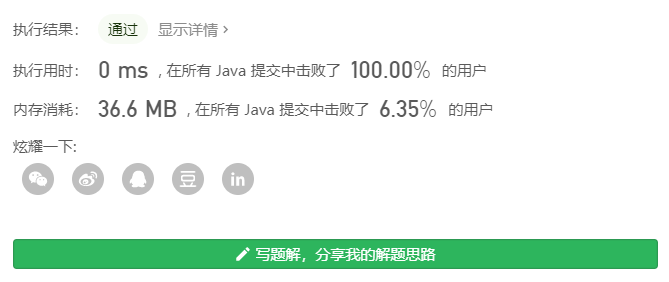 执行结果： 通过 显示详情 ›
执行用时： 0 ms , 在所有 Java 提交中击败了 100.00% 的用户
内存消耗： 36.6 MB , 在所有 Java 提交中击败了 6.35% 的用户
炫耀一下:
豆 in
写题解，分享我的解题思路